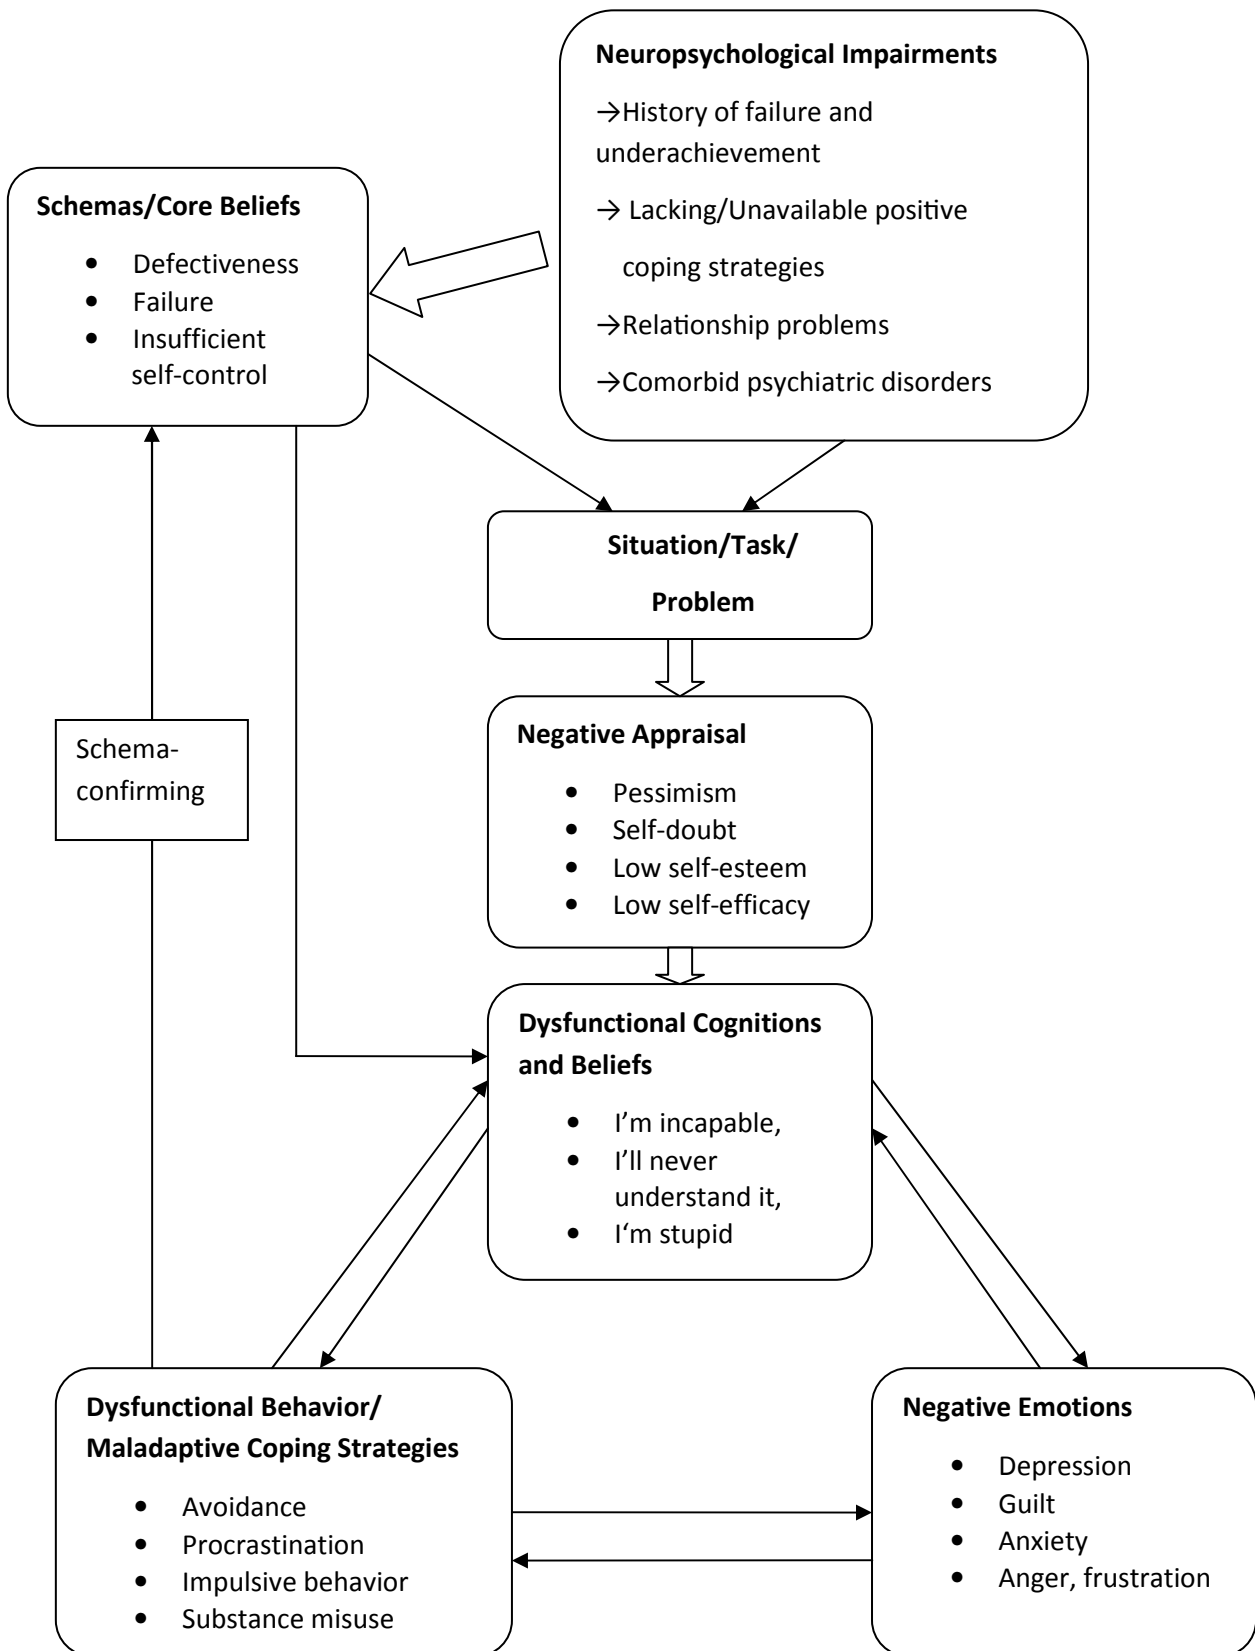 Neuropsychological Impairments
→History of failure and
underachievement
→ Lacking/Unavailable positive
coping strategies
→Relationship problems
→Comorbid psychiatric disorders
Schemas/Core Beliefs
• Defectiveness
• Failure
• Insufficient
self-control
Situation/Task/
Problem
Schema-
confirming
Negative Appraisal
• Pessimism
• Self-doubt
• Low self-esteem
• Low self-efficacy
Dysfunctional Cognitions
and Beliefs
• I’m incapable,
• I’ll never
understand it,
• I‘m stupid
Dysfunctional Behavior/
Maladaptive Coping Strategies
• Avoidance
• Procrastination
• Impulsive behavior
• Substance misuse
Negative Emotions
• Depression
• Guilt
• Anxiety
• Anger, frustration